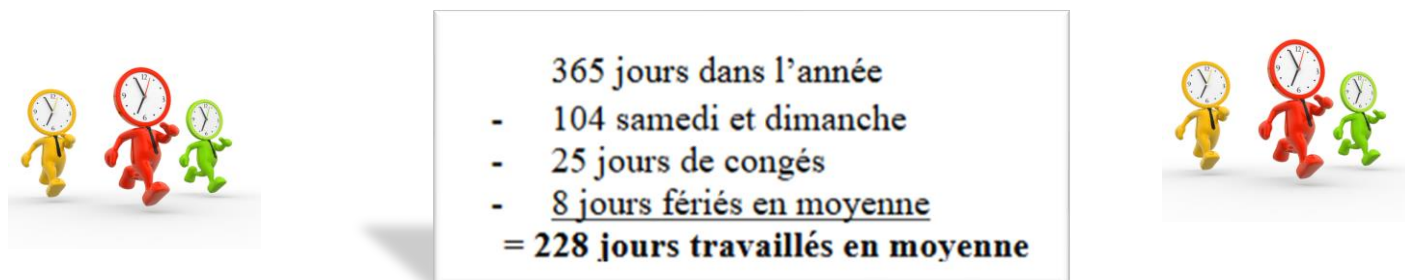 365 jours dans l’année
- 104 samedi et dimanche
- 25 jours de congés
- 8 jours fériés en moyenne
= 228 jours travaillés en moyenne